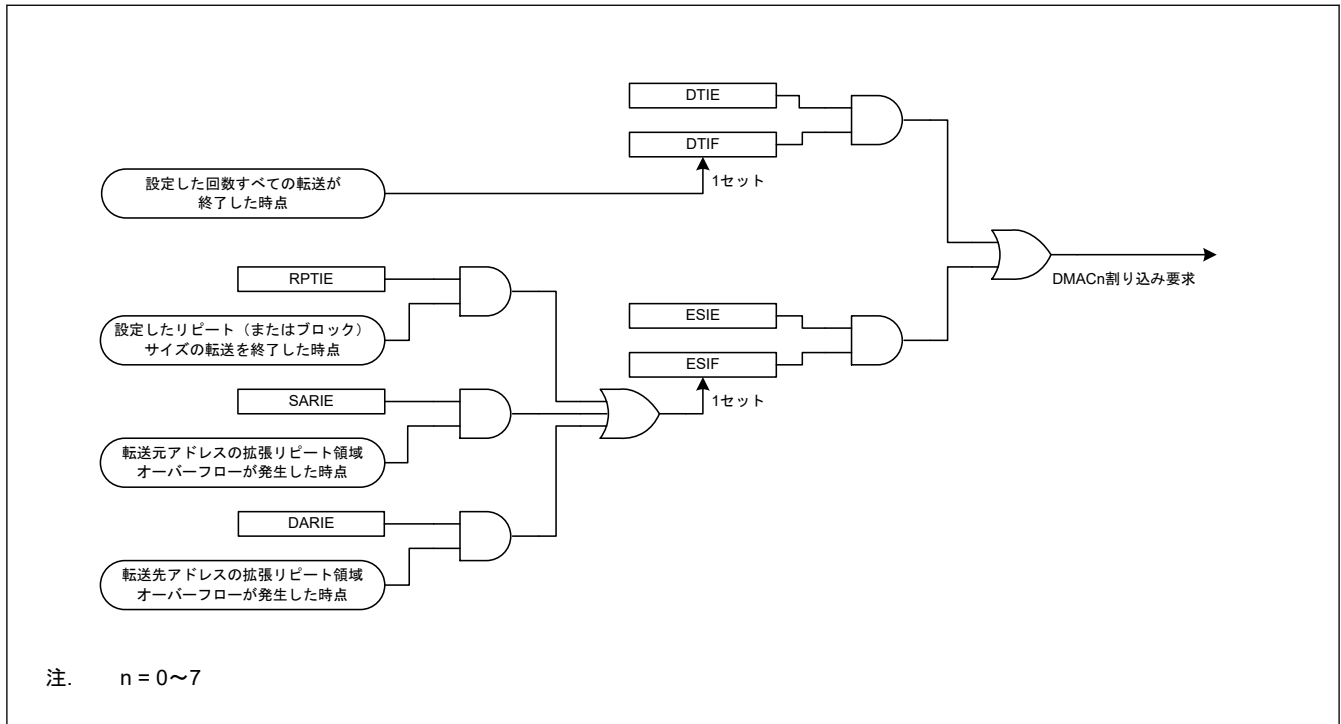 DTIE
DTIF
1セット
設定した回数すべての転送が
終了した時点
DMACn割り込み要求
RPTIE
設定したリピート（またはブロック）
サイズの転送を終了した時点
ESIE
ESIF
1セット
SARIE
転送元アドレスの拡張リピート領域
オーバーフローが発生した時点
DARIE
転送先アドレスの拡張リピート領域
オーバーフローが発生した時点
注. n = 0～7